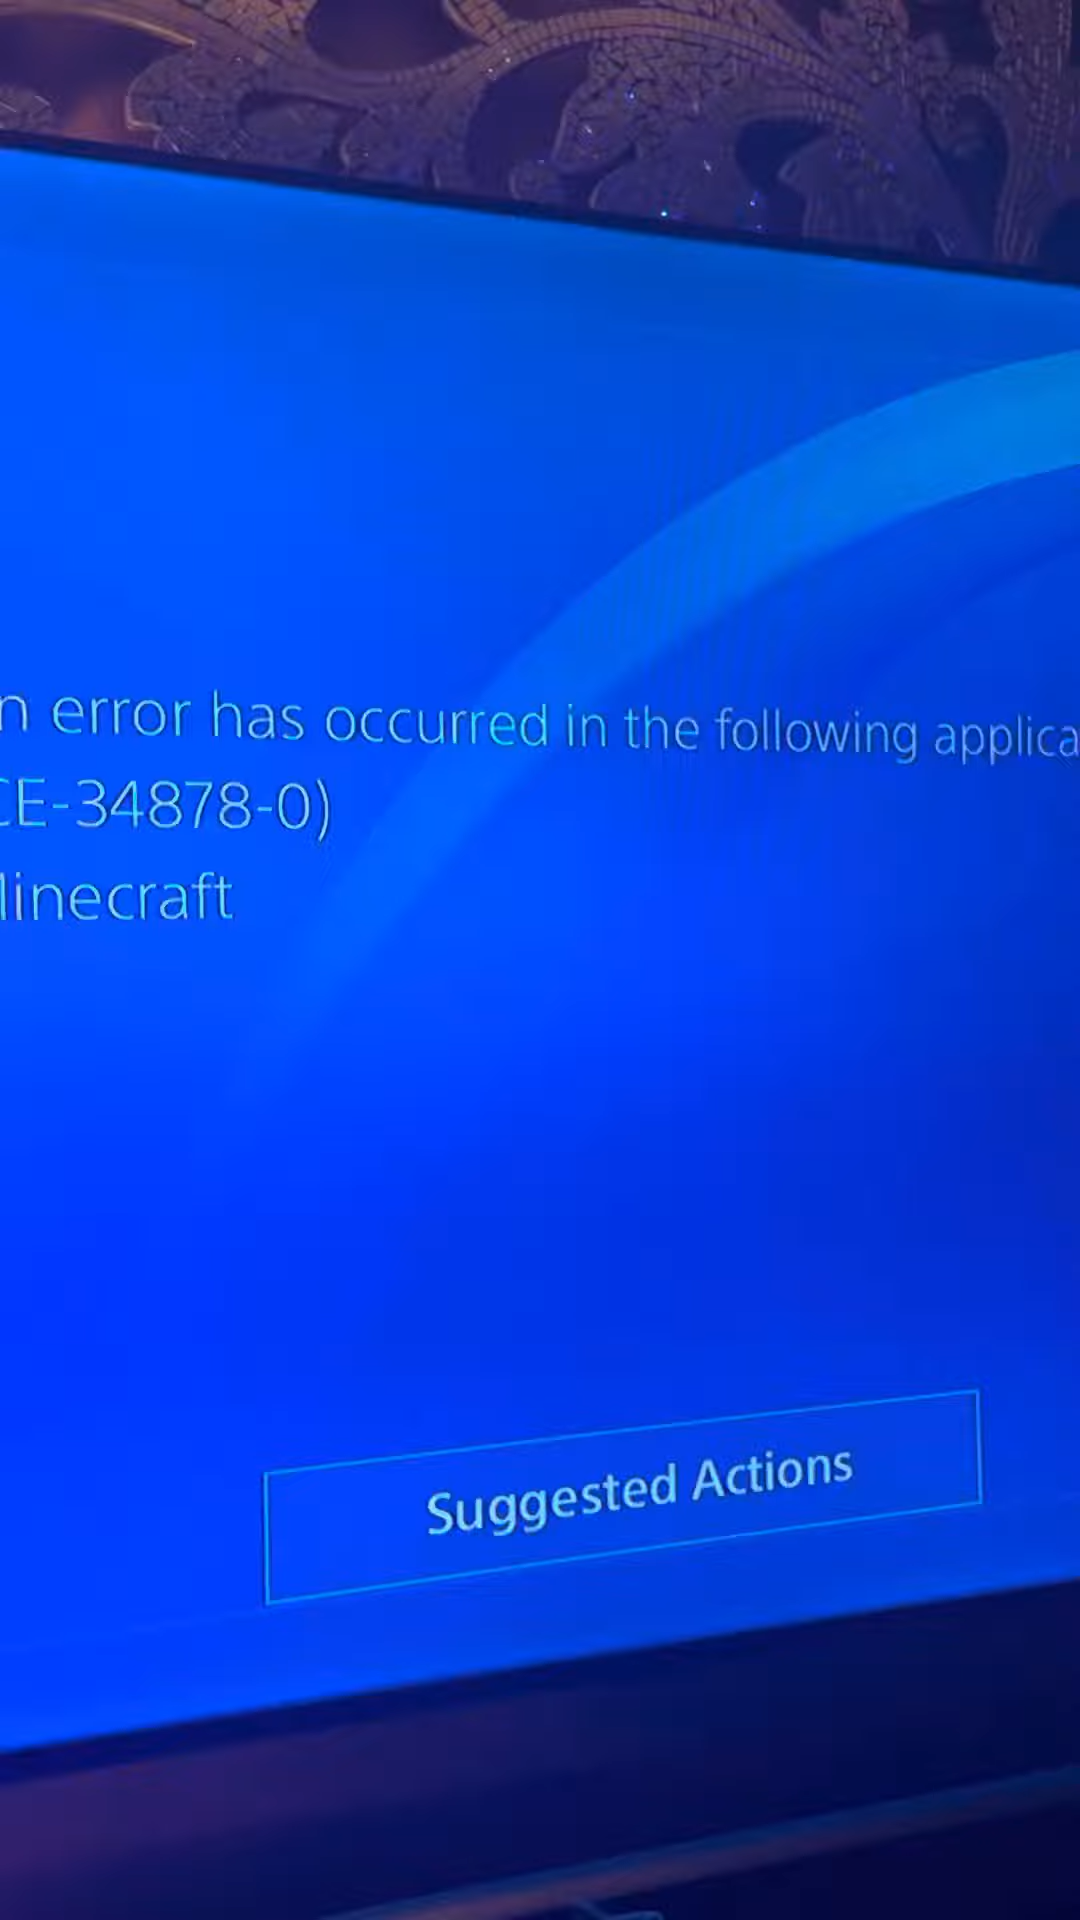 n error has occurred in the following applica
CE-34878-0)
linecraft
Suggested Actions